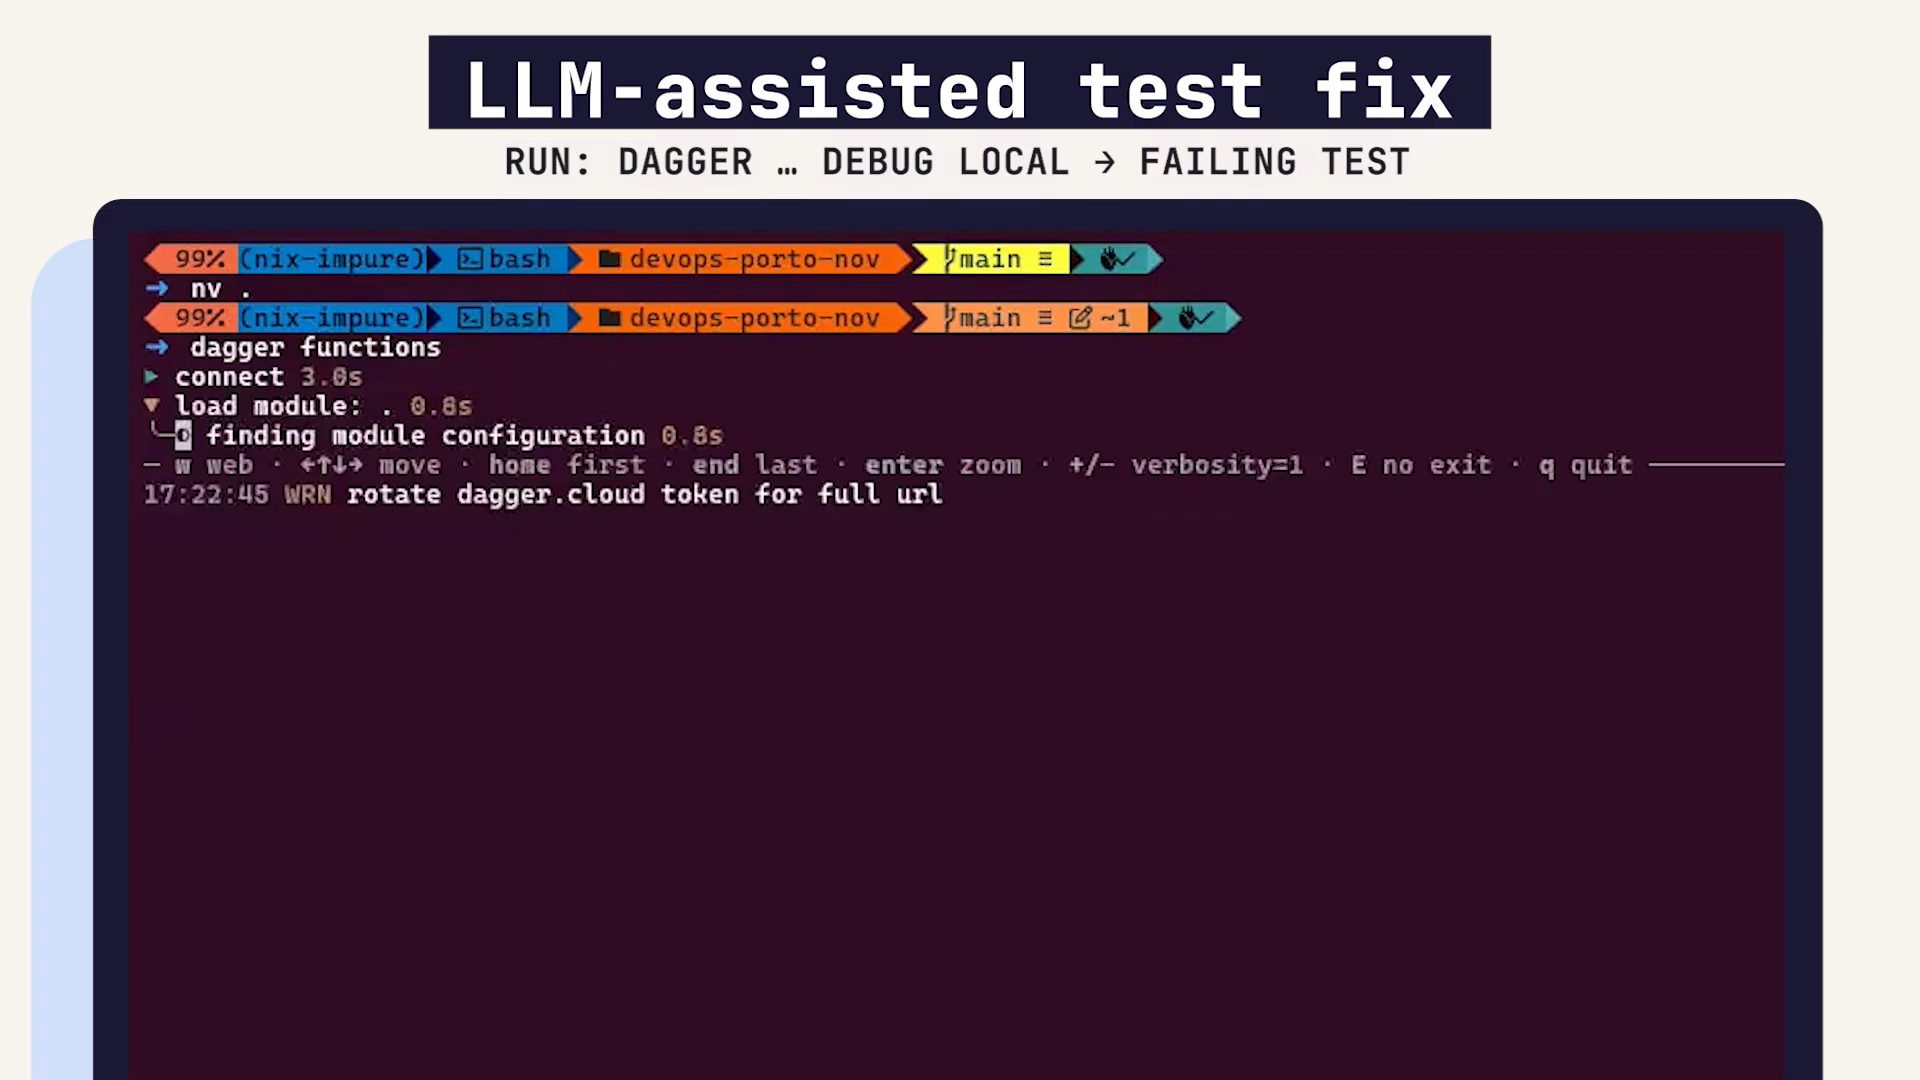 LLM-assisted test fix
RUN: DAGGER … DEBUG LOCAL → FAILING TEST
99% (nix-impure) bash devops-porto-nov main ≡
→ nv .
99% (nix-impure) bash devops-porto-nov main ≡ ~1
→ dagger functions
▶ connect 3.0s
▼ load module: . 0.8s
finding module configuration 0.8s
— w web · ←↑↓→ move · home first · end last · enter zoom · +/- verbosity=1 · E no exit · q quit
17:22:45 WRN rotate dagger.cloud token for full url